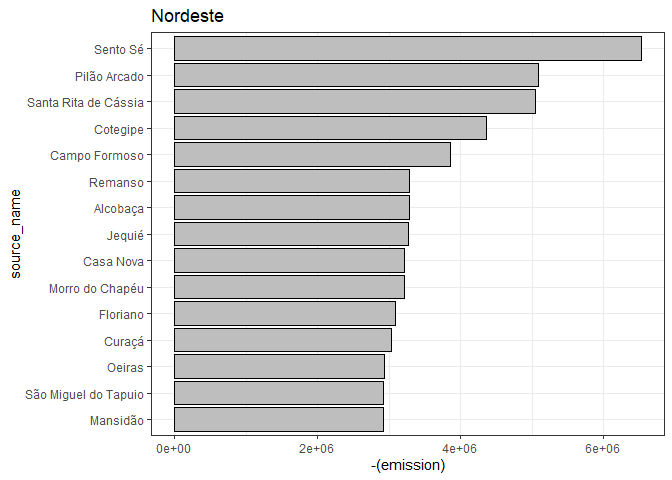 Nordeste
Sento Sé
Pilão Arcado
Santa Rita de Cássia
Cotegipe
Campo Formoso
Remanso
Alcobaça
Jequié
Casa Nova
Morro do Chapéu
Floriano
Curaçá
Oeiras
São Miguel do Tapuio
Mansidão
source_name
0e+00 2e+06 4e+06 6e+06
-(emission)